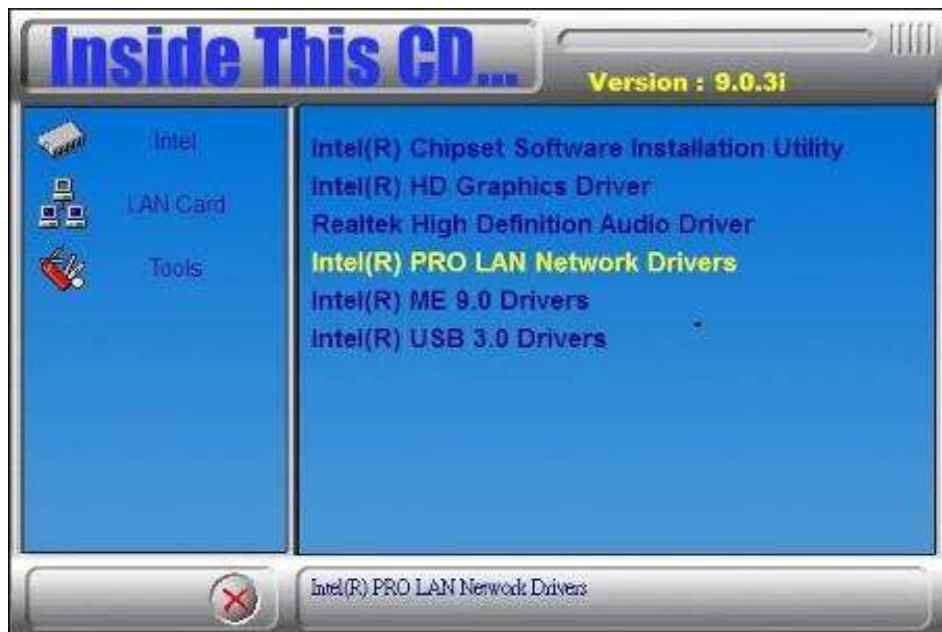 Inside This CD...
Version : 9.0.3i
Intel
LAN Card
Tools
Intel(R) Chipset Software Installation Utility
Intel(R) HD Graphics Driver
Realtek High Definition Audio Driver
Intel(R) PRO LAN Network Drivers
Intel(R) ME 9.0 Drivers
Intel(R) USB 3.0 Drivers
Intel(R) PRO LAN Network Drivers